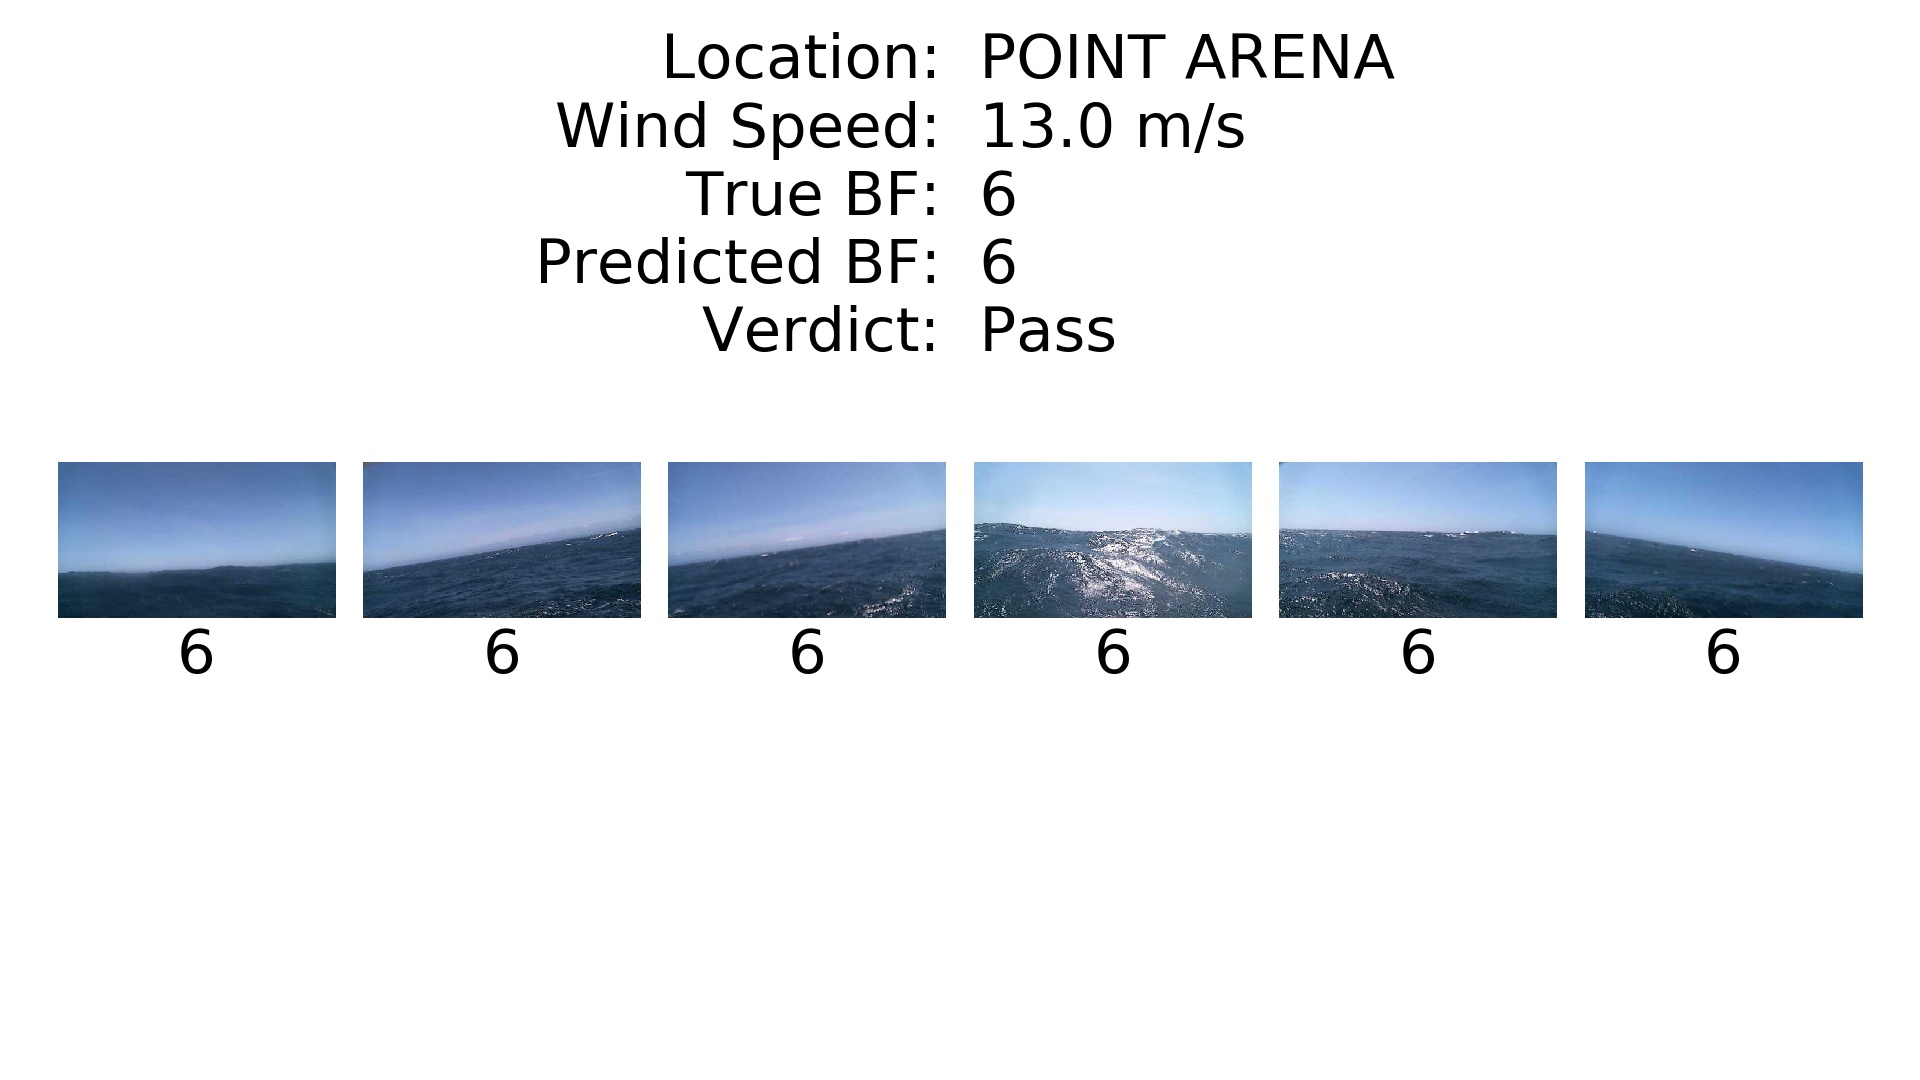 Location: POINT ARENA
Wind Speed: 13.0 m/s
True BF: 6
Predicted BF: 6
Verdict: Pass
6 6 6 6 6 6